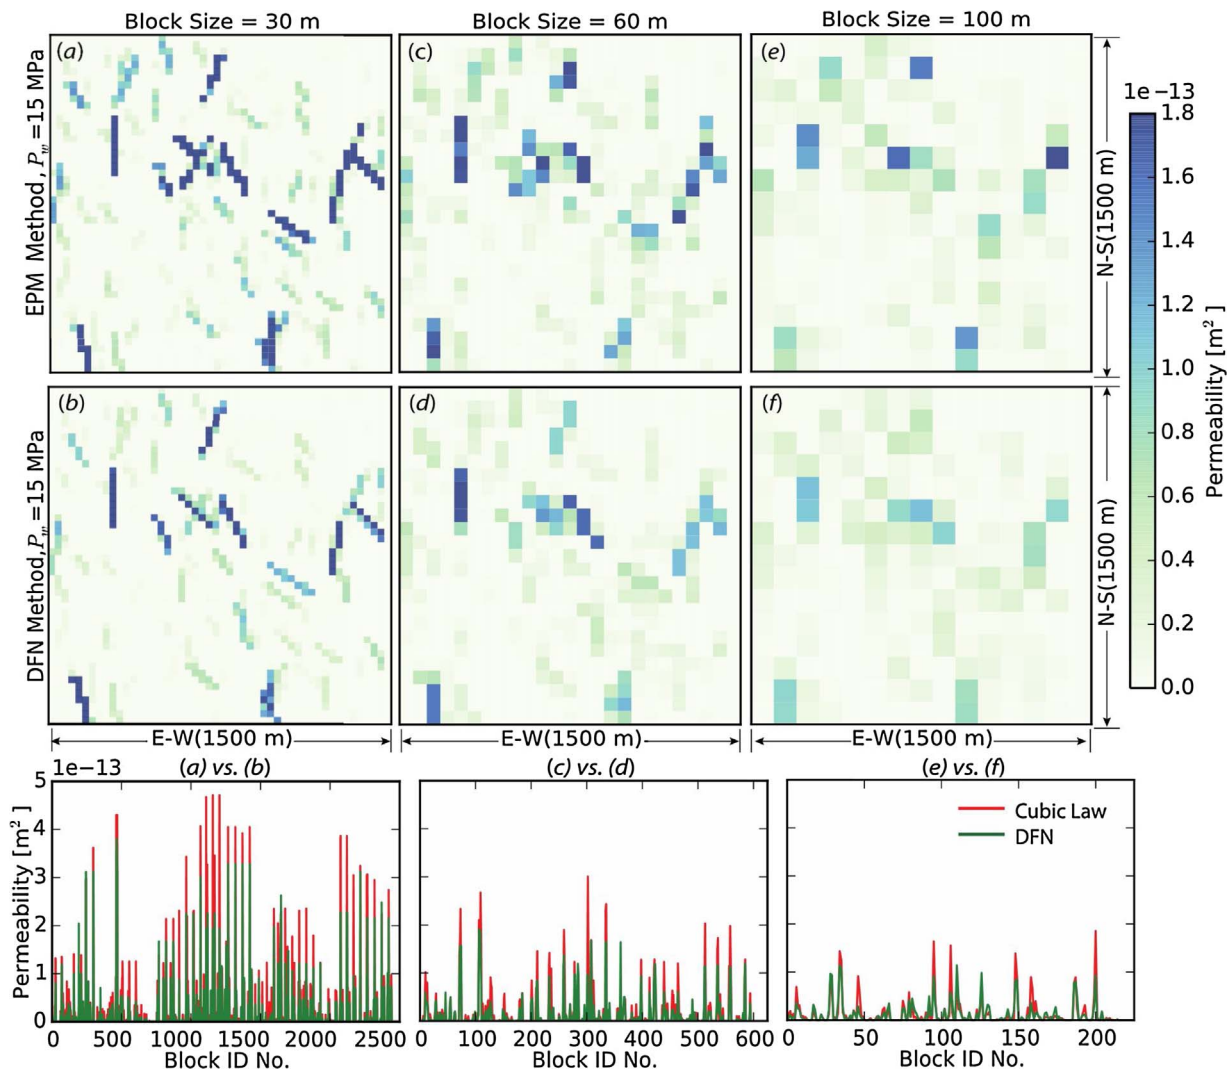 Block Size = 30 m
Block Size = 60 m
Block Size = 100 m
(a)
(c)
(e)
EPM Method, P_w =15 MPa
N-S(1500 m)
1e−13
1.8
1.6
1.4
1.2
1.0
0.8
0.6
0.4
0.2
0.0
Permeability [m²]
(b)
(d)
(f)
DFN Method,P_w =15 MPa
N-S(1500 m)
E-W(1500 m)
E-W(1500 m)
E-W(1500 m)
1e−13
(a) vs. (b)
(c) vs. (d)
(e) vs. (f)
Permeability [m²]
5
4
3
2
1
0
Cubic Law
DFN
0 500 1000 1500 2000 2500
0 100 200 300 400 500 600
0 50 100 150 200
Block ID No.
Block ID No.
Block ID No.